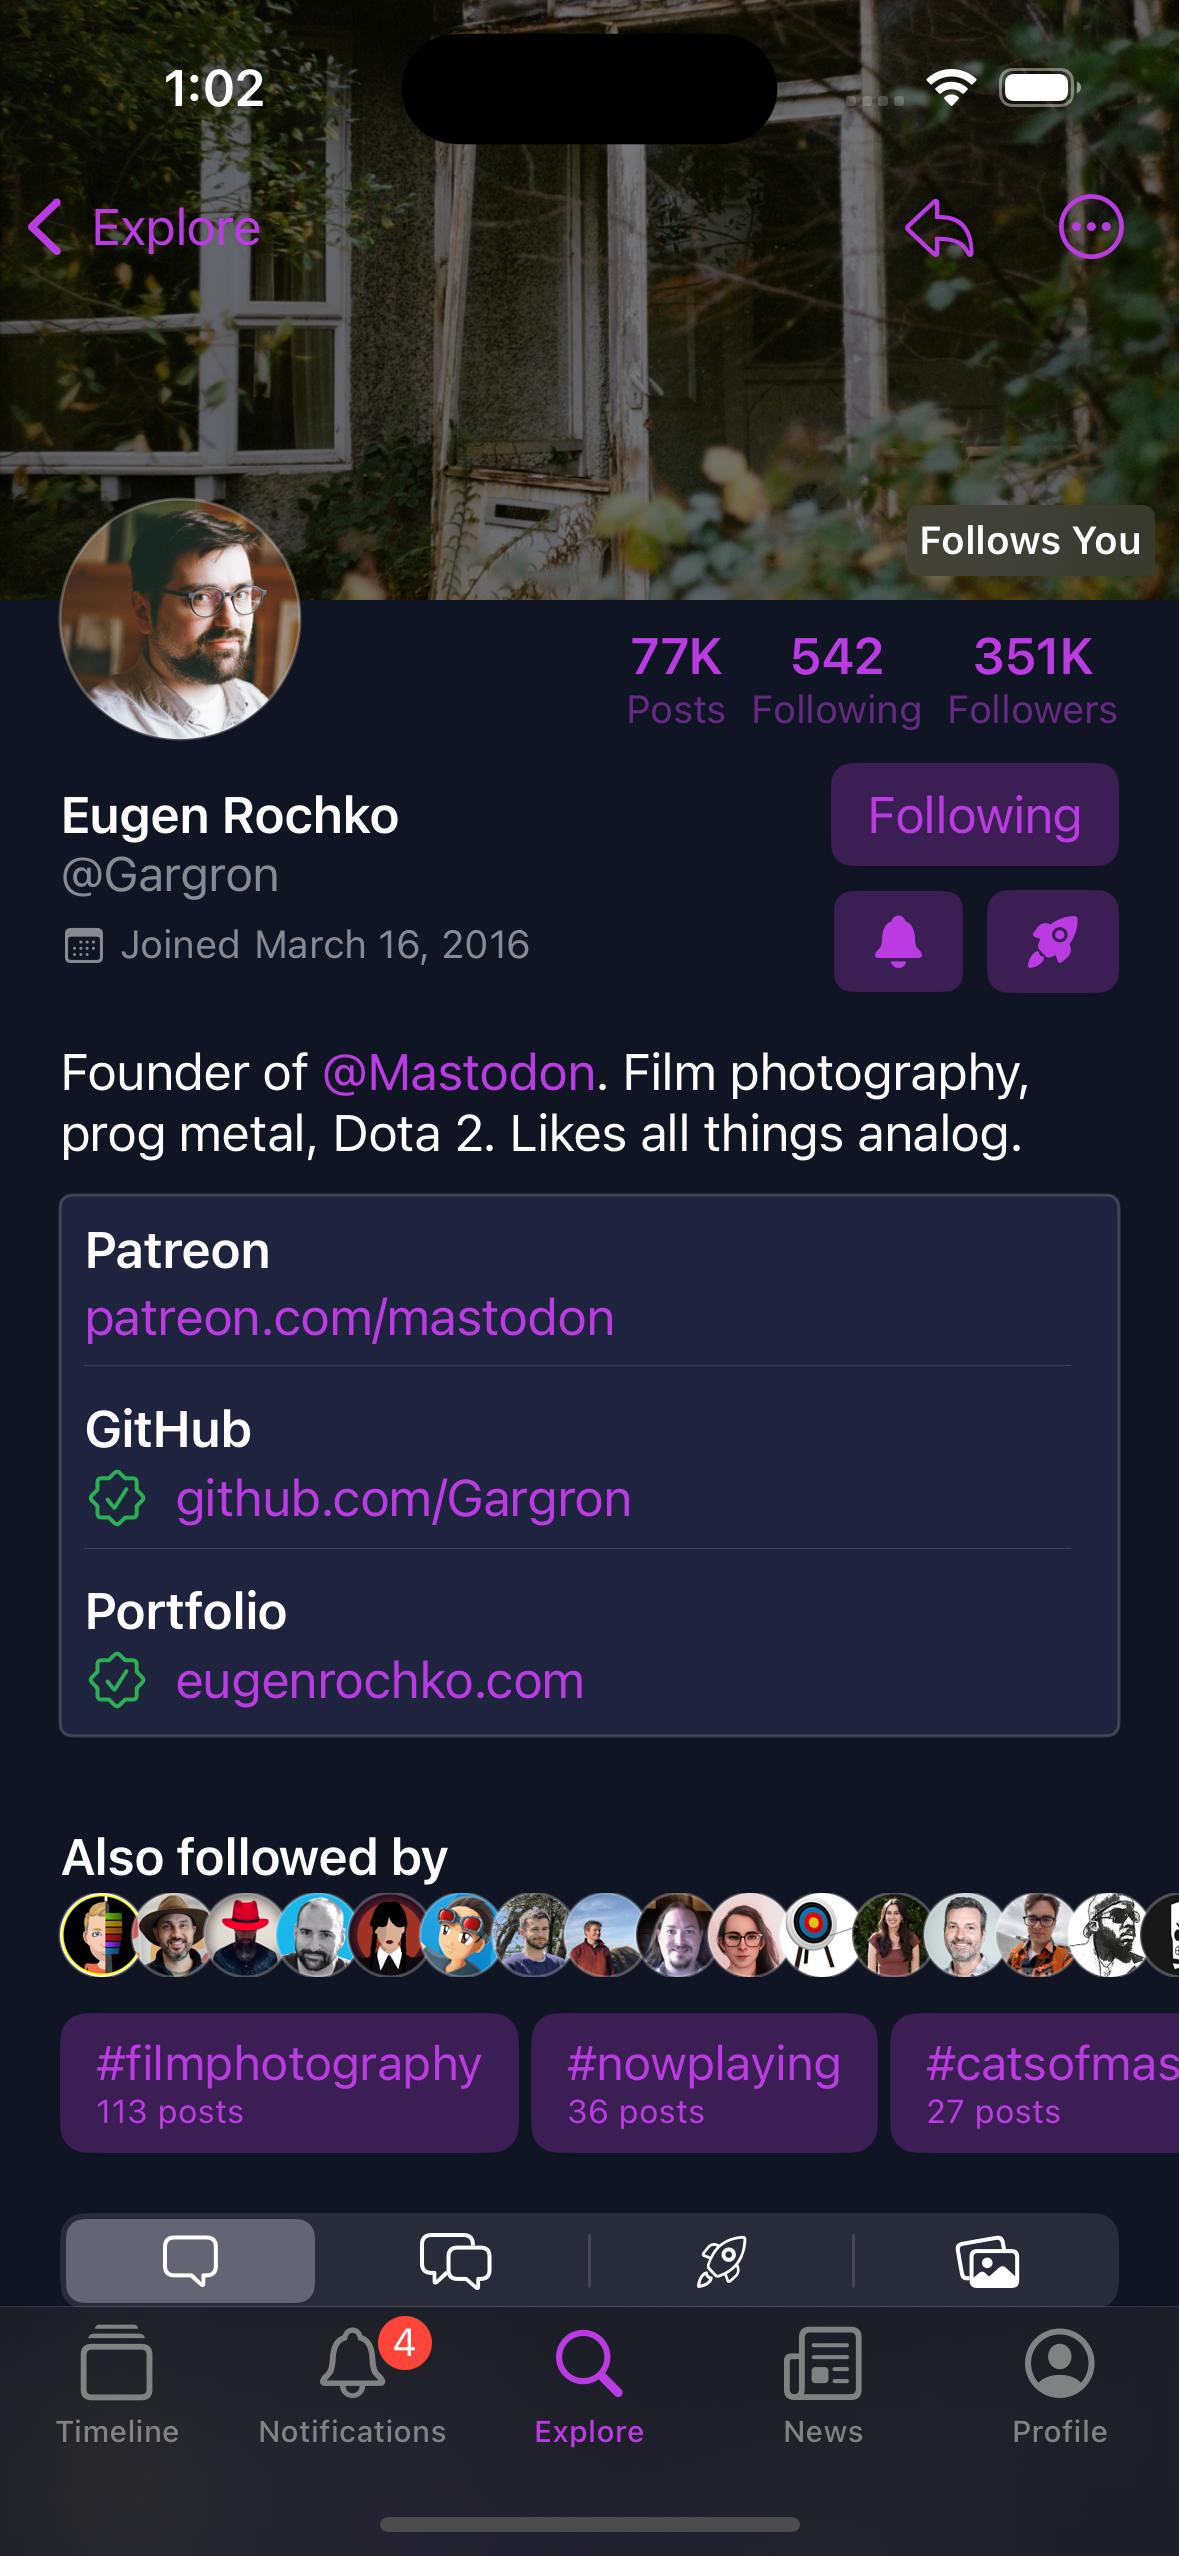 1:02
Explore
Follows You
77K 542 351K
Posts Following Followers
Eugen Rochko
Following
@Gargron
Joined March 16, 2016
Founder of @Mastodon. Film photography,
prog metal, Dota 2. Likes all things analog.
Patreon
patreon.com/mastodon
GitHub
github.com/Gargron
Portfolio
eugenrochko.com
Also followed by
#filmphotography #nowplaying #catsofmas
113 posts 36 posts 27 posts
4
Timeline Notifications Explore News Profile